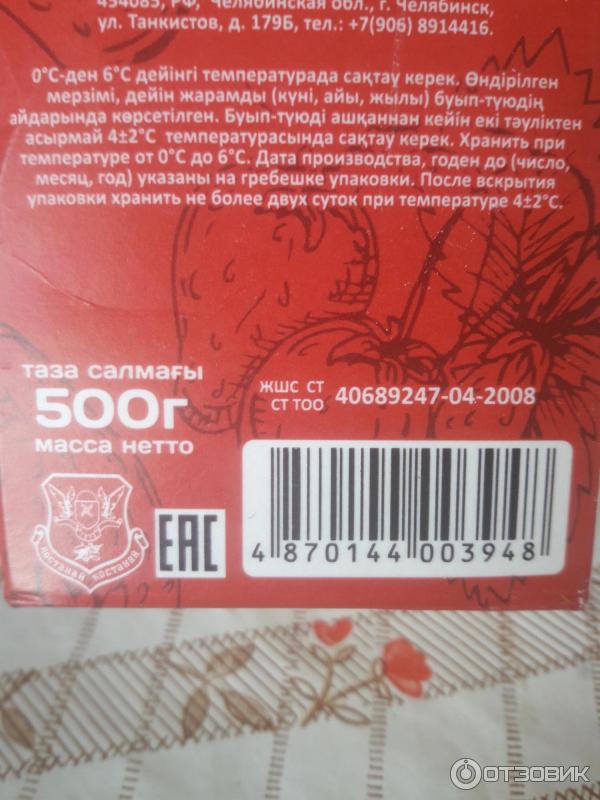 454085, РФ, Челябинская обл., г. Челябинск,
ул. Танкистов, д. 179Б, тел.: +7(906) 8914416.
0°С-ден 6°С дейінгі температурада сақтау керек. Өндірілген
мерзімі, дейін жарамды (күні, айы, жылы) буып-түюдің
айдарында көрсетілген. Буып-түюді ашқаннан кейін екі тәуліктен
асырмай 4±2°С температурасында сақтау керек. Хранить при
температуре от 0°С до 6°С. Дата производства, годен до (число,
месяц, год) указаны на гребешке упаковки. После вскрытия
упаковки хранить не более двух суток при температуре 4±2°С.
таза салмағы
500г
масса нетто
ЖШС СТ
СТ ТОО 40689247-04-2008
костанай костанай
ЕАС
4 870144 003948
ОТЗОВИК